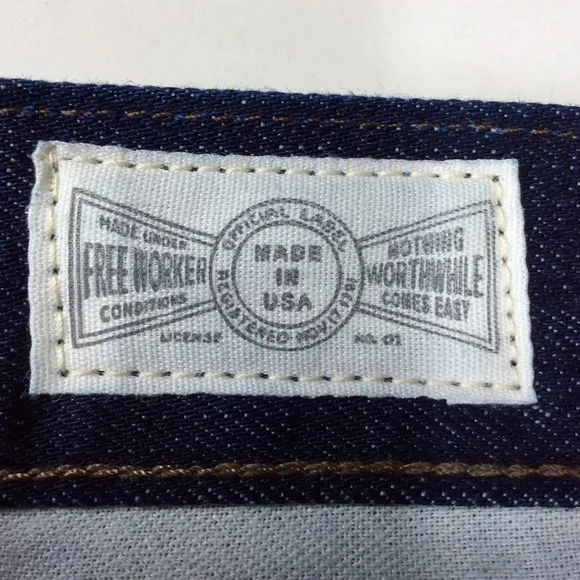 MADE UNDER
FREE WORKER
CONDITIONS
OFFICIAL LABEL
MADE
IN
USA
REGISTERED NOV. 17 1781
NOTHING
WORTHWHILE
COMES EASY
LICENSE
NO. 01